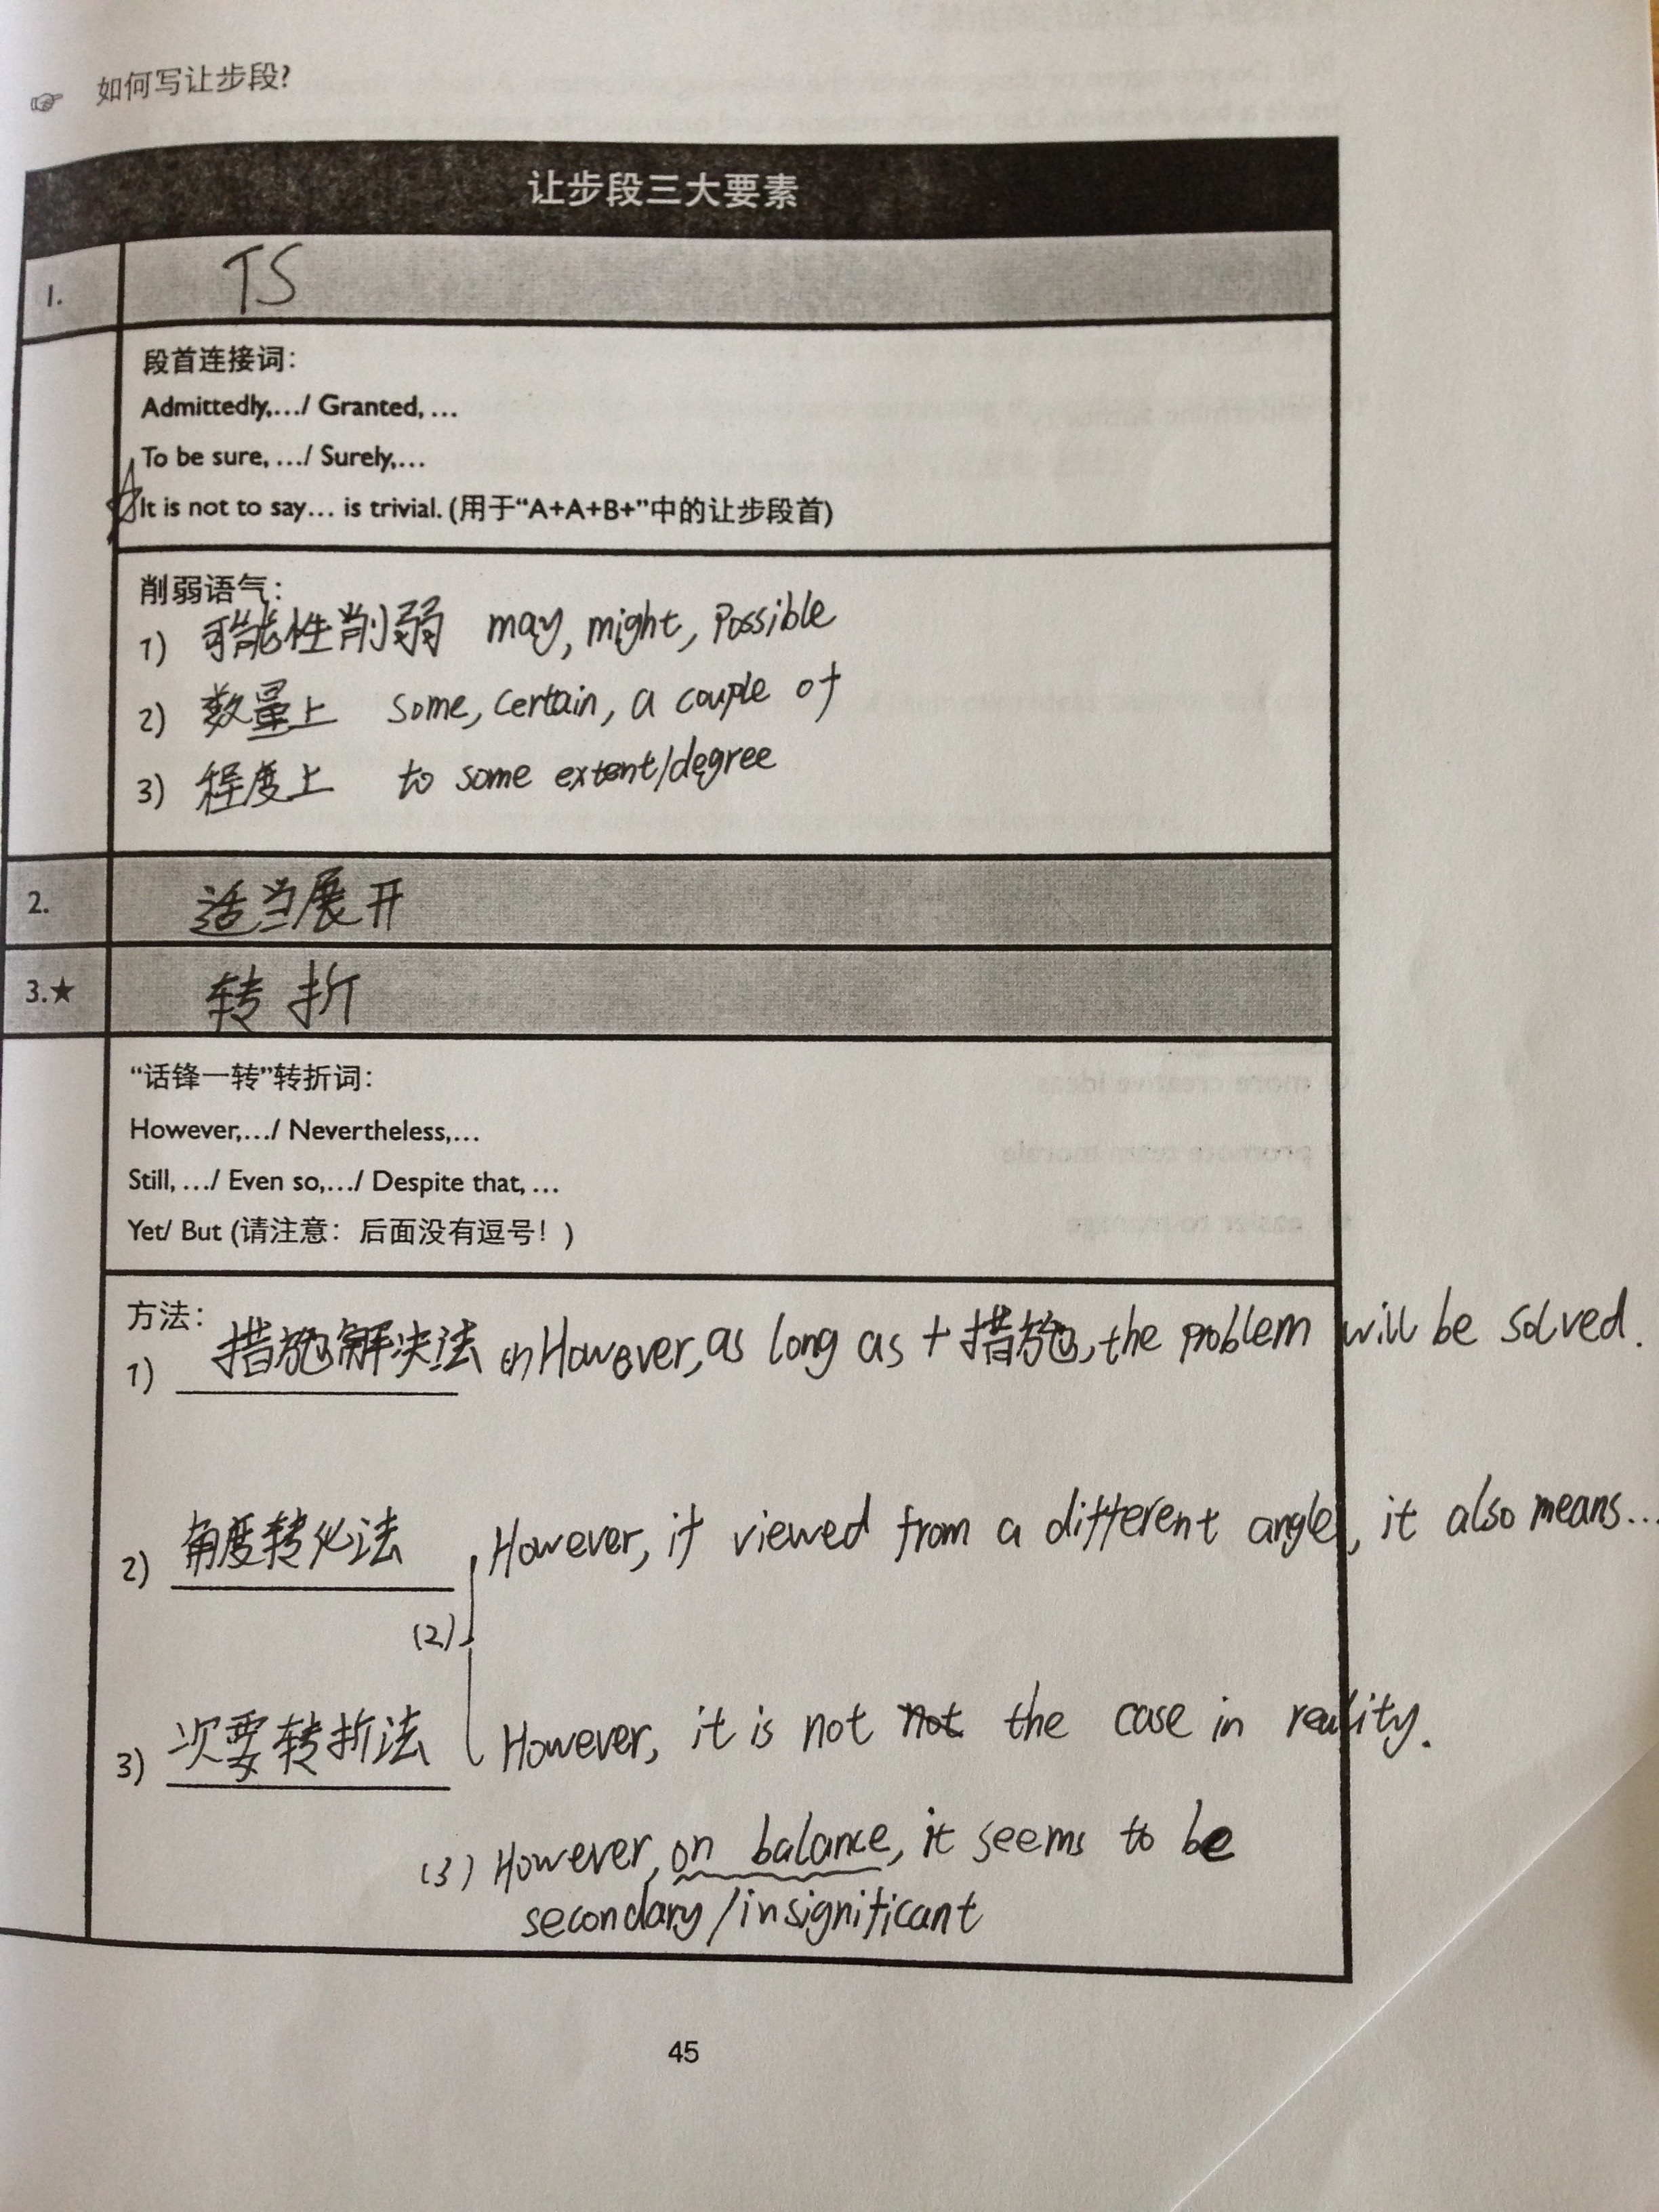 ☞ 如何写让步段?
让步段三大要素
1. TS
段首连接词:
Admittedly,.../ Granted, ...
To be sure, .../ Surely,...
☆It is not to say... is trivial. (用于“A+A+B+”中的让步段首)
削弱语气:
1) 可能性削弱 may, might, possible
2) 数量上 some, certain, a couple of
3) 程度上 to some extent/degree
2. 适当展开
3.★ 转折
“话锋一转”转折词:
However,.../ Nevertheless,...
Still, .../ Even so,.../ Despite that, ...
Yet/ But (请注意: 后面没有逗号! )
方法:
1) 措施解决法 (1) However, as long as + 措施, the problem will be solved.
2) 角度转化法 However, if viewed from a different angle, it also means...
(2)
3) 次要转折法 However, it is not not the case in reality.
(3) However, on balance, it seems to be
secondary/insignificant
45